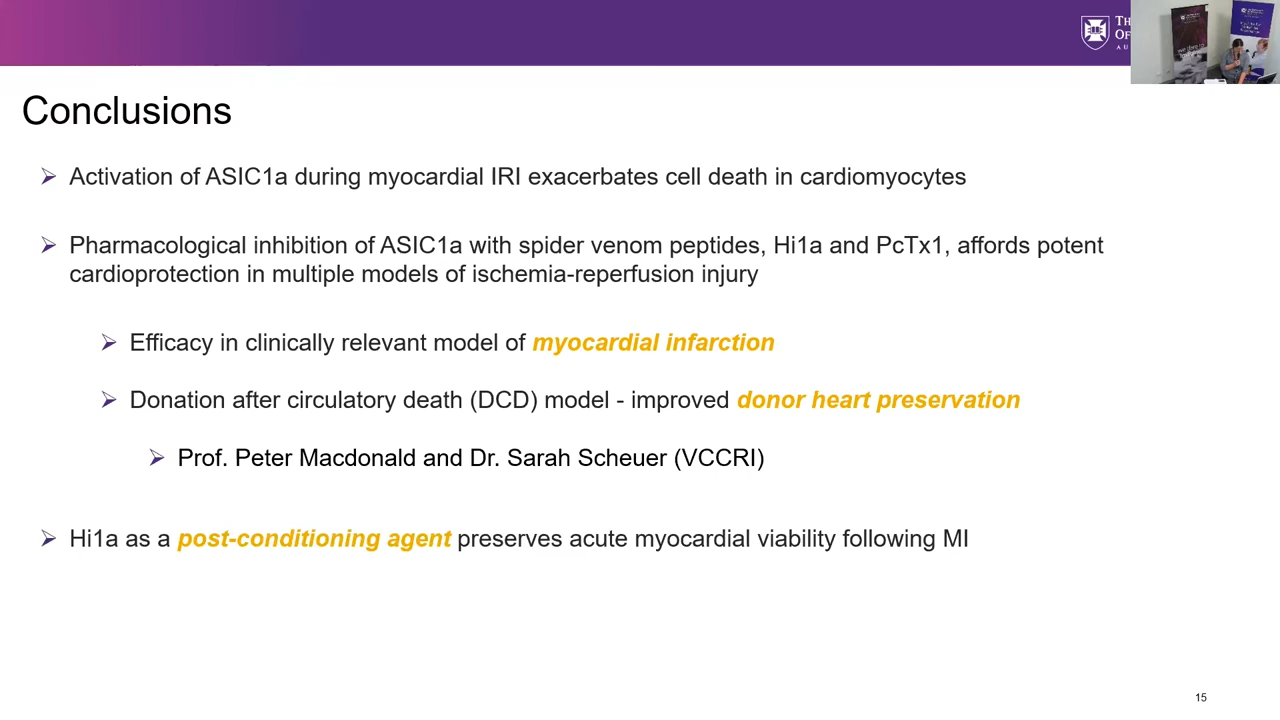 Conclusions
Activation of ASIC1a during myocardial IRI exacerbates cell death in cardiomyocytes
Pharmacological inhibition of ASIC1a with spider venom peptides, Hi1a and PcTx1, affords potent
cardioprotection in multiple models of ischemia-reperfusion injury
Efficacy in clinically relevant model of myocardial infarction
Donation after circulatory death (DCD) model - improved donor heart preservation
Prof. Peter Macdonald and Dr. Sarah Scheuer (VCCRI)
Hi1a as a post-conditioning agent preserves acute myocardial viability following MI
15